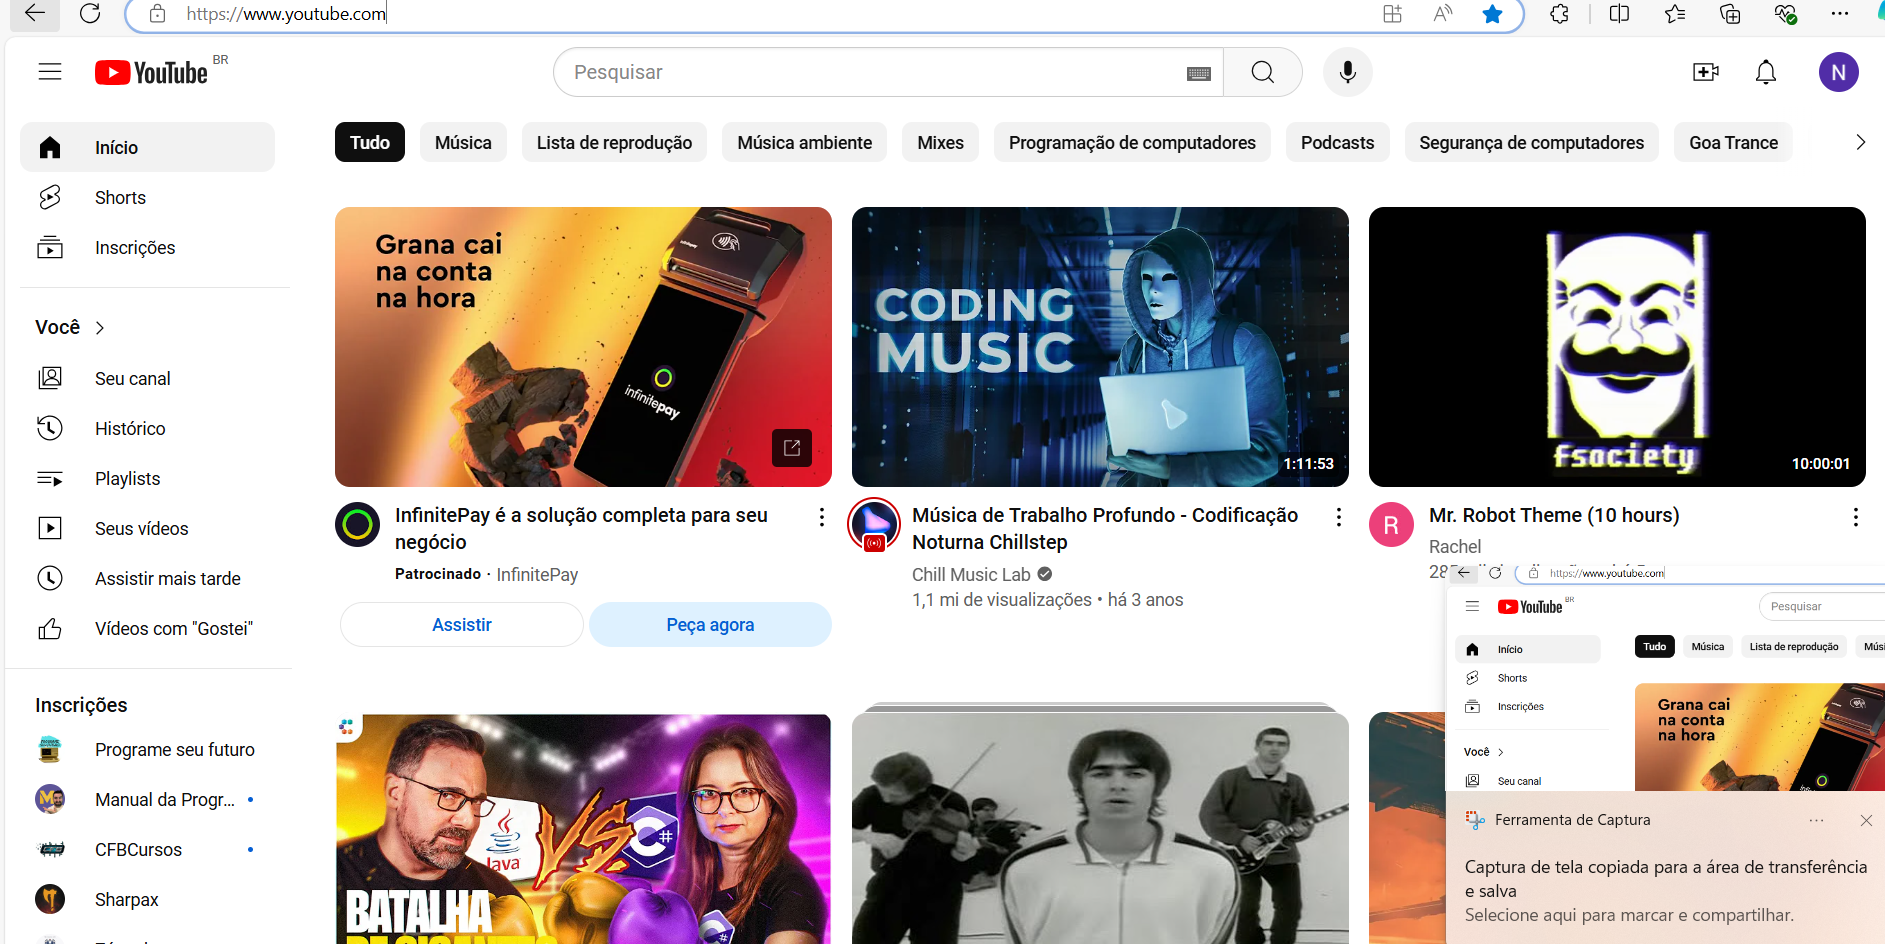 https://www.youtube.com
YouTube BR
Pesquisar
N
Início
Shorts
Inscrições
Você
Seu canal
Histórico
Playlists
Seus vídeos
Assistir mais tarde
Vídeos com "Gostei"
Inscrições
Programe seu futuro
Manual da Progr...
CFBCursos
Sharpax
Tudo
Música
Lista de reprodução
Música ambiente
Mixes
Programação de computadores
Podcasts
Segurança de computadores
Goa Trance
Grana cai
na conta
na hora
infinitepay
InfinitePay é a solução completa para seu
negócio
Patrocinado · InfinitePay
Assistir
Peça agora
CODING
MUSIC
1:11:53
Música de Trabalho Profundo - Codificação
Noturna Chillstep
Chill Music Lab
1,1 mi de visualizações • há 3 anos
fsociety
10:00:01
R
Mr. Robot Theme (10 hours)
Rachel
Java
VS
C#
BATALHA
https://www.youtube.com
YouTube BR
Pesquisar
Início
Shorts
Inscrições
Você
Seu canal
Tudo
Música
Lista de reprodução
Grana cai
na conta
na hora
Ferramenta de Captura
Captura de tela copiada para a área de transferência
e salva
Selecione aqui para marcar e compartilhar.